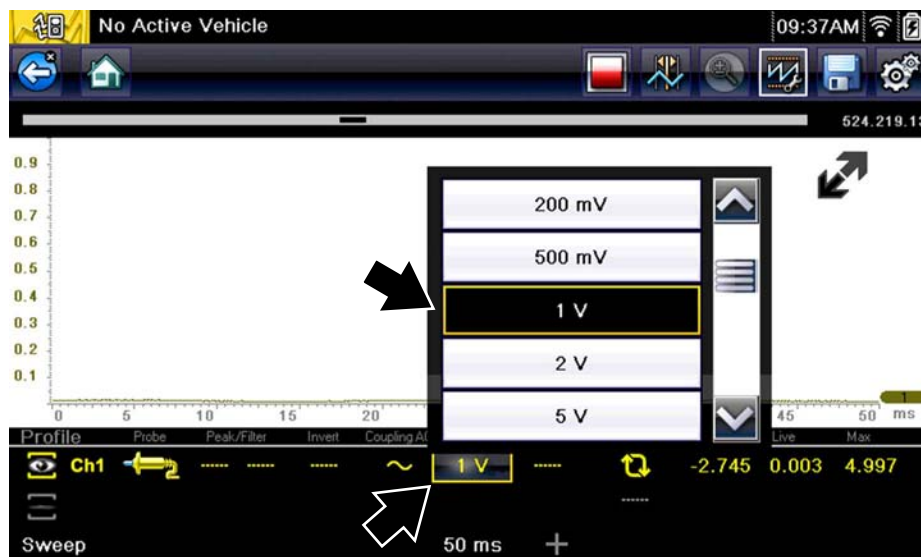 No Active Vehicle 09:37AM
524.219.1
0.9
0.8
0.7
0.6
0.5
0.4
0.3
0.2
0.1
200 mV
500 mV
1 V
2 V
5 V
0 5 10 15 20 45 50 ms
1
Profile Probe Peak/Filter Invert Coupling A Live Max
Ch1 ----- ----- ------ 1 V ------ -2.745 0.003 4.997
------
Sweep 50 ms +